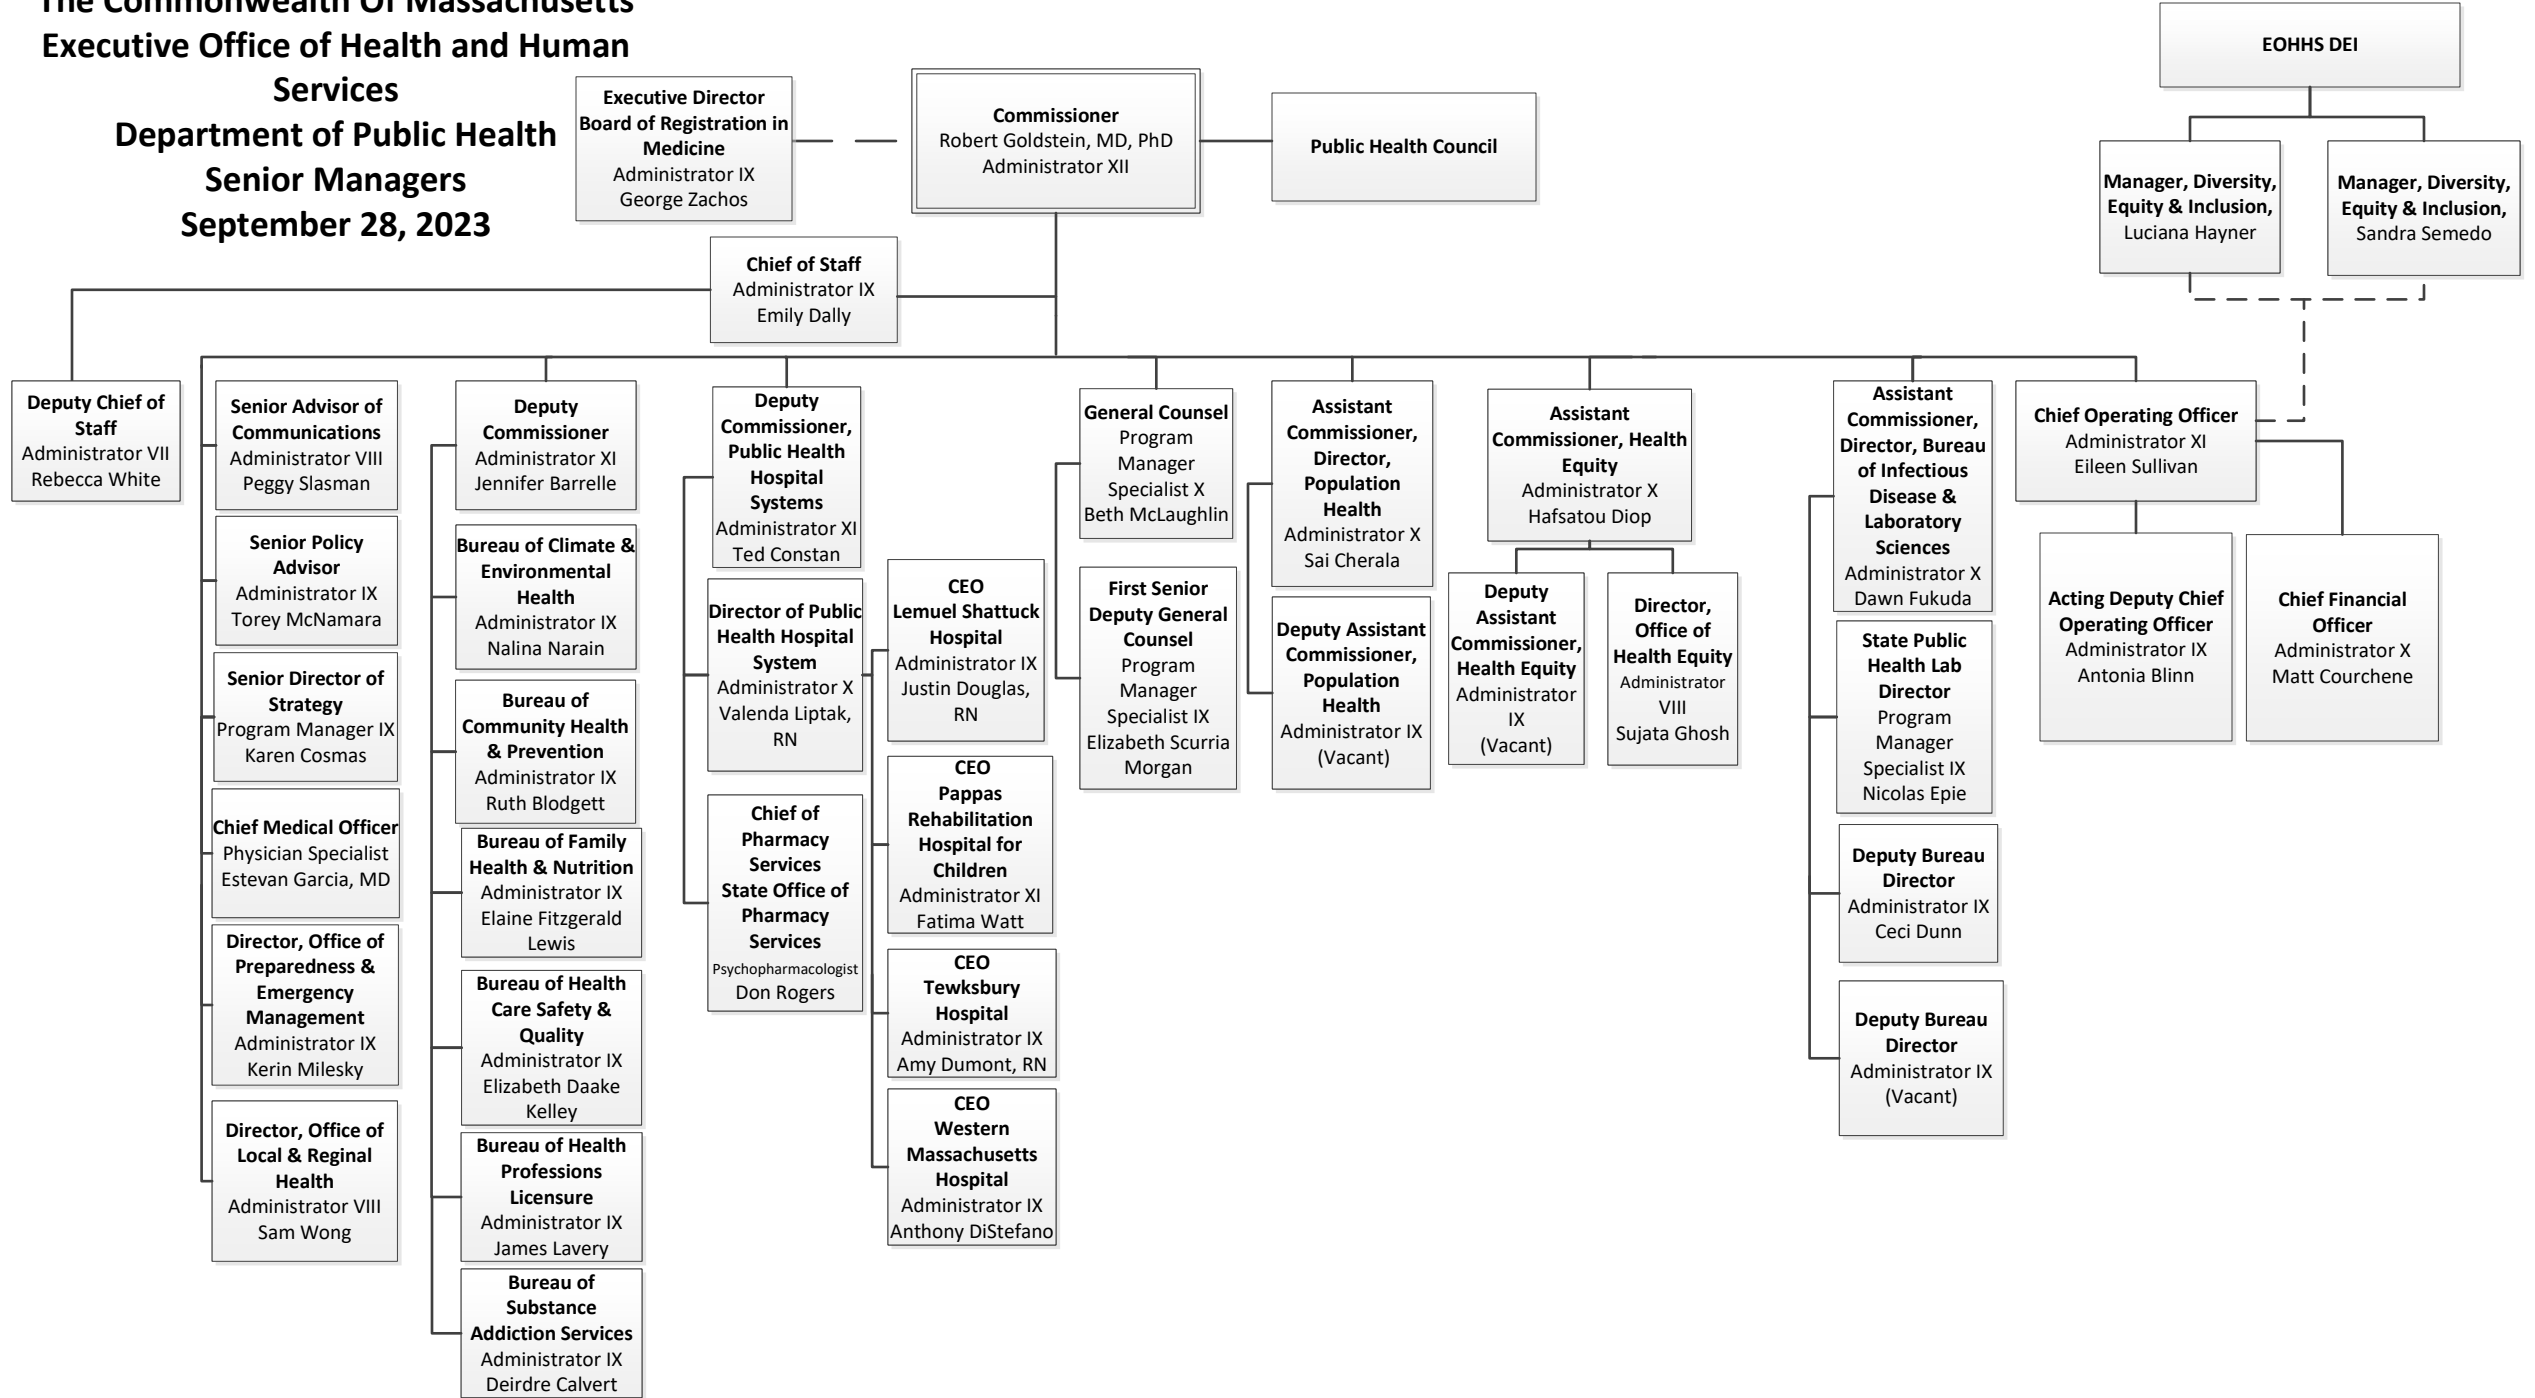 The Commonwealth Of Massachusetts
Executive Office of Health and Human
Services
Department of Public Health
Senior Managers
September 28, 2023
Executive Director
Board of Registration in
Medicine
Administrator IX
George Zachos
Commissioner
Robert Goldstein, MD, PhD
Administrator XII
Public Health Council
EOHHS DEI
Manager, Diversity,
Equity & Inclusion,
Luciana Hayner
Manager, Diversity,
Equity & Inclusion,
Sandra Semedo
Chief of Staff
Administrator IX
Emily Dally
Deputy Chief of
Staff
Administrator VII
Rebecca White
Senior Advisor of
Communications
Administrator VIII
Peggy Slasman
Senior Policy
Advisor
Administrator IX
Torey McNamara
Senior Director of
Strategy
Program Manager IX
Karen Cosmas
Chief Medical Officer
Physician Specialist
Estevan Garcia, MD
Director, Office of
Preparedness &
Emergency
Management
Administrator IX
Kerin Milesky
Director, Office of
Local & Reginal
Health
Administrator VIII
Sam Wong
Deputy
Commissioner
Administrator XI
Jennifer Barrelle
Bureau of Climate &
Environmental
Health
Administrator IX
Nalina Narain
Bureau of
Community Health
& Prevention
Administrator IX
Ruth Blodgett
Bureau of Family
Health & Nutrition
Administrator IX
Elaine Fitzgerald
Lewis
Bureau of Health
Care Safety &
Quality
Administrator IX
Elizabeth Daake
Kelley
Bureau of Health
Professions
Licensure
Administrator IX
James Lavery
Bureau of
Substance
Addiction Services
Administrator IX
Deirdre Calvert
Deputy
Commissioner,
Public Health
Hospital
Systems
Administrator XI
Ted Constan
Director of Public
Health Hospital
System
Administrator X
Valenda Liptak,
RN
Chief of
Pharmacy
Services
State Office of
Pharmacy
Services
Psychopharmacologist
Don Rogers
CEO
Lemuel Shattuck
Hospital
Administrator IX
Justin Douglas,
RN
CEO
Pappas
Rehabilitation
Hospital for
Children
Administrator XI
Fatima Watt
CEO
Tewksbury
Hospital
Administrator IX
Amy Dumont, RN
CEO
Western
Massachusetts
Hospital
Administrator IX
Anthony DiStefano
General Counsel
Program
Manager
Specialist X
Beth McLaughlin
First Senior
Deputy General
Counsel
Program
Manager
Specialist IX
Elizabeth Scurria
Morgan
Assistant
Commissioner,
Director,
Population
Health
Administrator X
Sai Cherala
Deputy Assistant
Commissioner,
Population
Health
Administrator IX
(Vacant)
Assistant
Commissioner, Health
Equity
Administrator X
Hafsatou Diop
Deputy
Assistant
Commissioner,
Health Equity
Administrator
IX
(Vacant)
Director,
Office of
Health Equity
Administrator
VIII
Sujata Ghosh
Assistant
Commissioner,
Director, Bureau
of Infectious
Disease &
Laboratory
Sciences
Administrator X
Dawn Fukuda
State Public
Health Lab
Director
Program
Manager
Specialist IX
Nicolas Epie
Deputy Bureau
Director
Administrator IX
Ceci Dunn
Deputy Bureau
Director
Administrator IX
(Vacant)
Chief Operating Officer
Administrator XI
Eileen Sullivan
Acting Deputy Chief
Operating Officer
Administrator IX
Antonia Blinn
Chief Financial
Officer
Administrator X
Matt Courchene